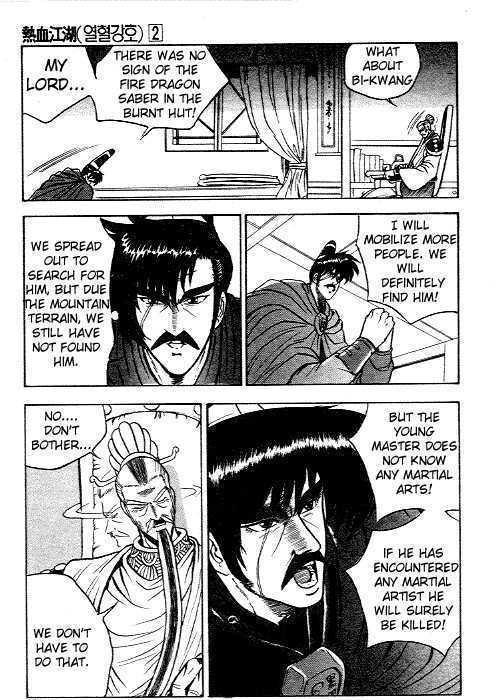 熱血江湖(열혈강호) 2
MY
LORD...
THERE WAS NO
SIGN OF THE
FIRE DRAGON
SABER IN THE
BURNT HUT!
WHAT
ABOUT
BI-KWANG
WE SPREAD
OUT TO
SEARCH FOR
HIM, BUT DUE
THE MOUNTAIN
TERRAIN, WE
STILL HAVE
NOT FOUND
HIM.
I WILL
MOBILIZE MORE
PEOPLE. WE
WILL
DEFINITELY
FIND HIM!
NO....
DON'T
BOTHER....
WE DON'T
HAVE TO
DO THAT.
BUT THE
YOUNG
MASTER DOES
NOT KNOW
ANY MARTIAL
ARTS!
IF HE HAS
ENCOUNTERED
ANY MARTIAL
ARTIST HE
WILL SURELY
BE KILLED!